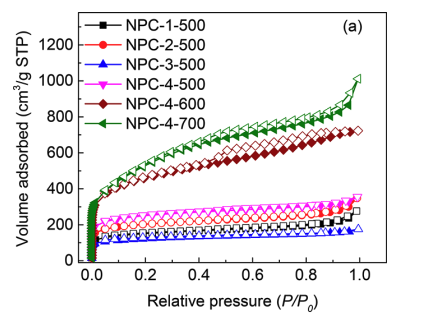 (a)
NPC-1-500
NPC-2-500
NPC-3-500
NPC-4-500
NPC-4-600
NPC-4-700
Volume adsorbed (cm³/g STP)
1200
1000
800
600
400
200
0
0.0 0.2 0.4 0.6 0.8 1.0
Relative pressure (P/P₀)